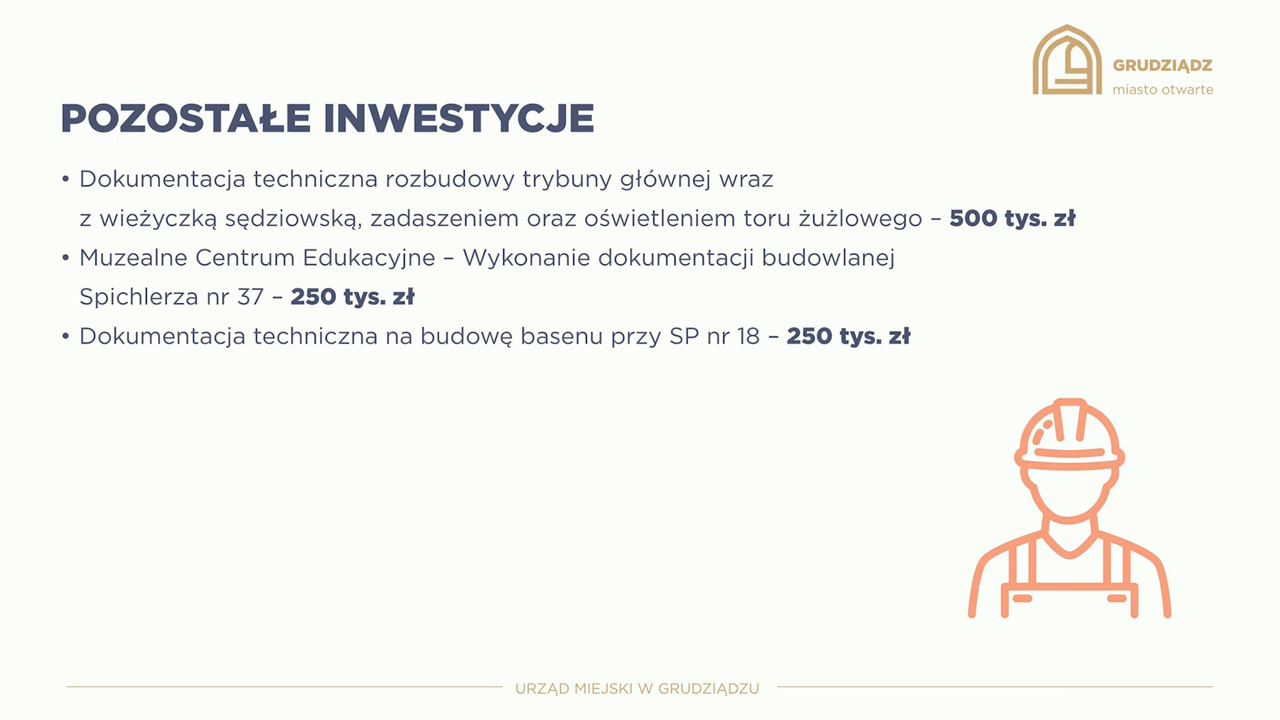 GRUDZIĄDZ
miasto otwarte
POZOSTAŁE INWESTYCJE
• Dokumentacja techniczna rozbudowy trybuny głównej wraz
z wieżyczką sędziowską, zadaszeniem oraz oświetleniem toru żużlowego – 500 tys. zł
• Muzealne Centrum Edukacyjne – Wykonanie dokumentacji budowlanej
Spichlerza nr 37 – 250 tys. zł
• Dokumentacja techniczna na budowę basenu przy SP nr 18 – 250 tys. zł
URZĄD MIEJSKI W GRUDZIĄDZU